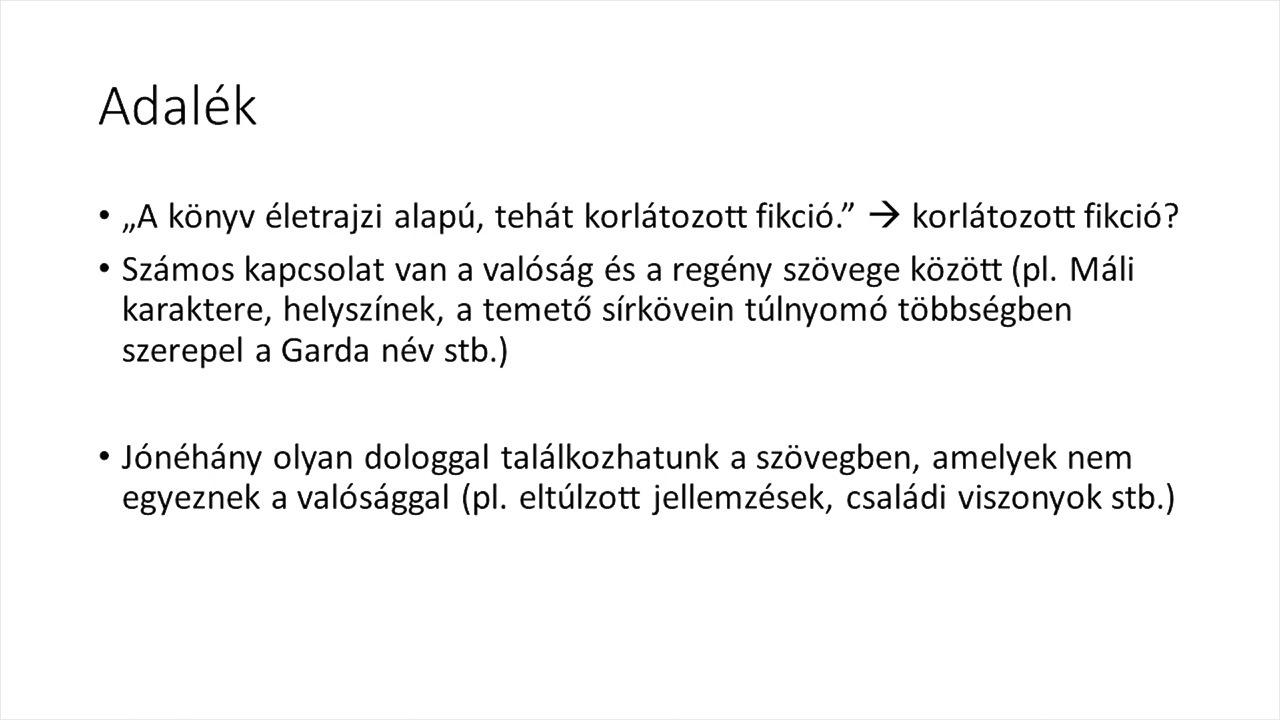 Adalék
• „A könyv életrajzi alapú, tehát korlátozott fikció.” → korlátozott fikció?
• Számos kapcsolat van a valóság és a regény szövege között (pl. Máli
karaktere, helyszínek, a temető sírkövein túlnyomó többségben
szerepel a Garda név stb.)
• Jónéhány olyan dologgal találkozhatunk a szövegben, amelyek nem
egyeznek a valósággal (pl. eltúlzott jellemzések, családi viszonyok stb.)